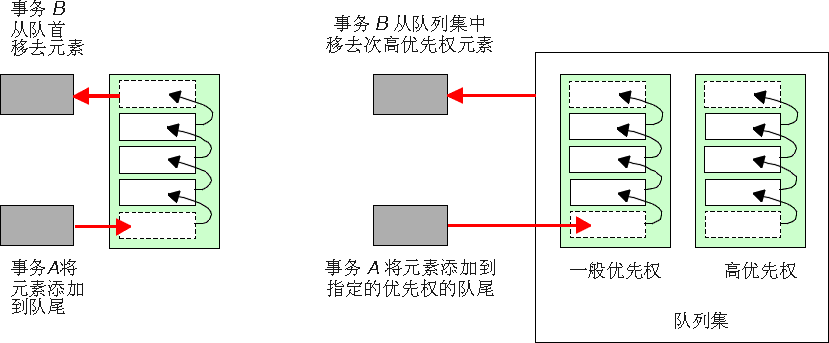 事务 B
从队首
移去元素
事务A将
元素添加
到队尾
事务 B 从队列集中
移去次高优先权元素
事务 A 将元素添加到
指定的优先权的队尾
一般优先权
高优先权
队列集